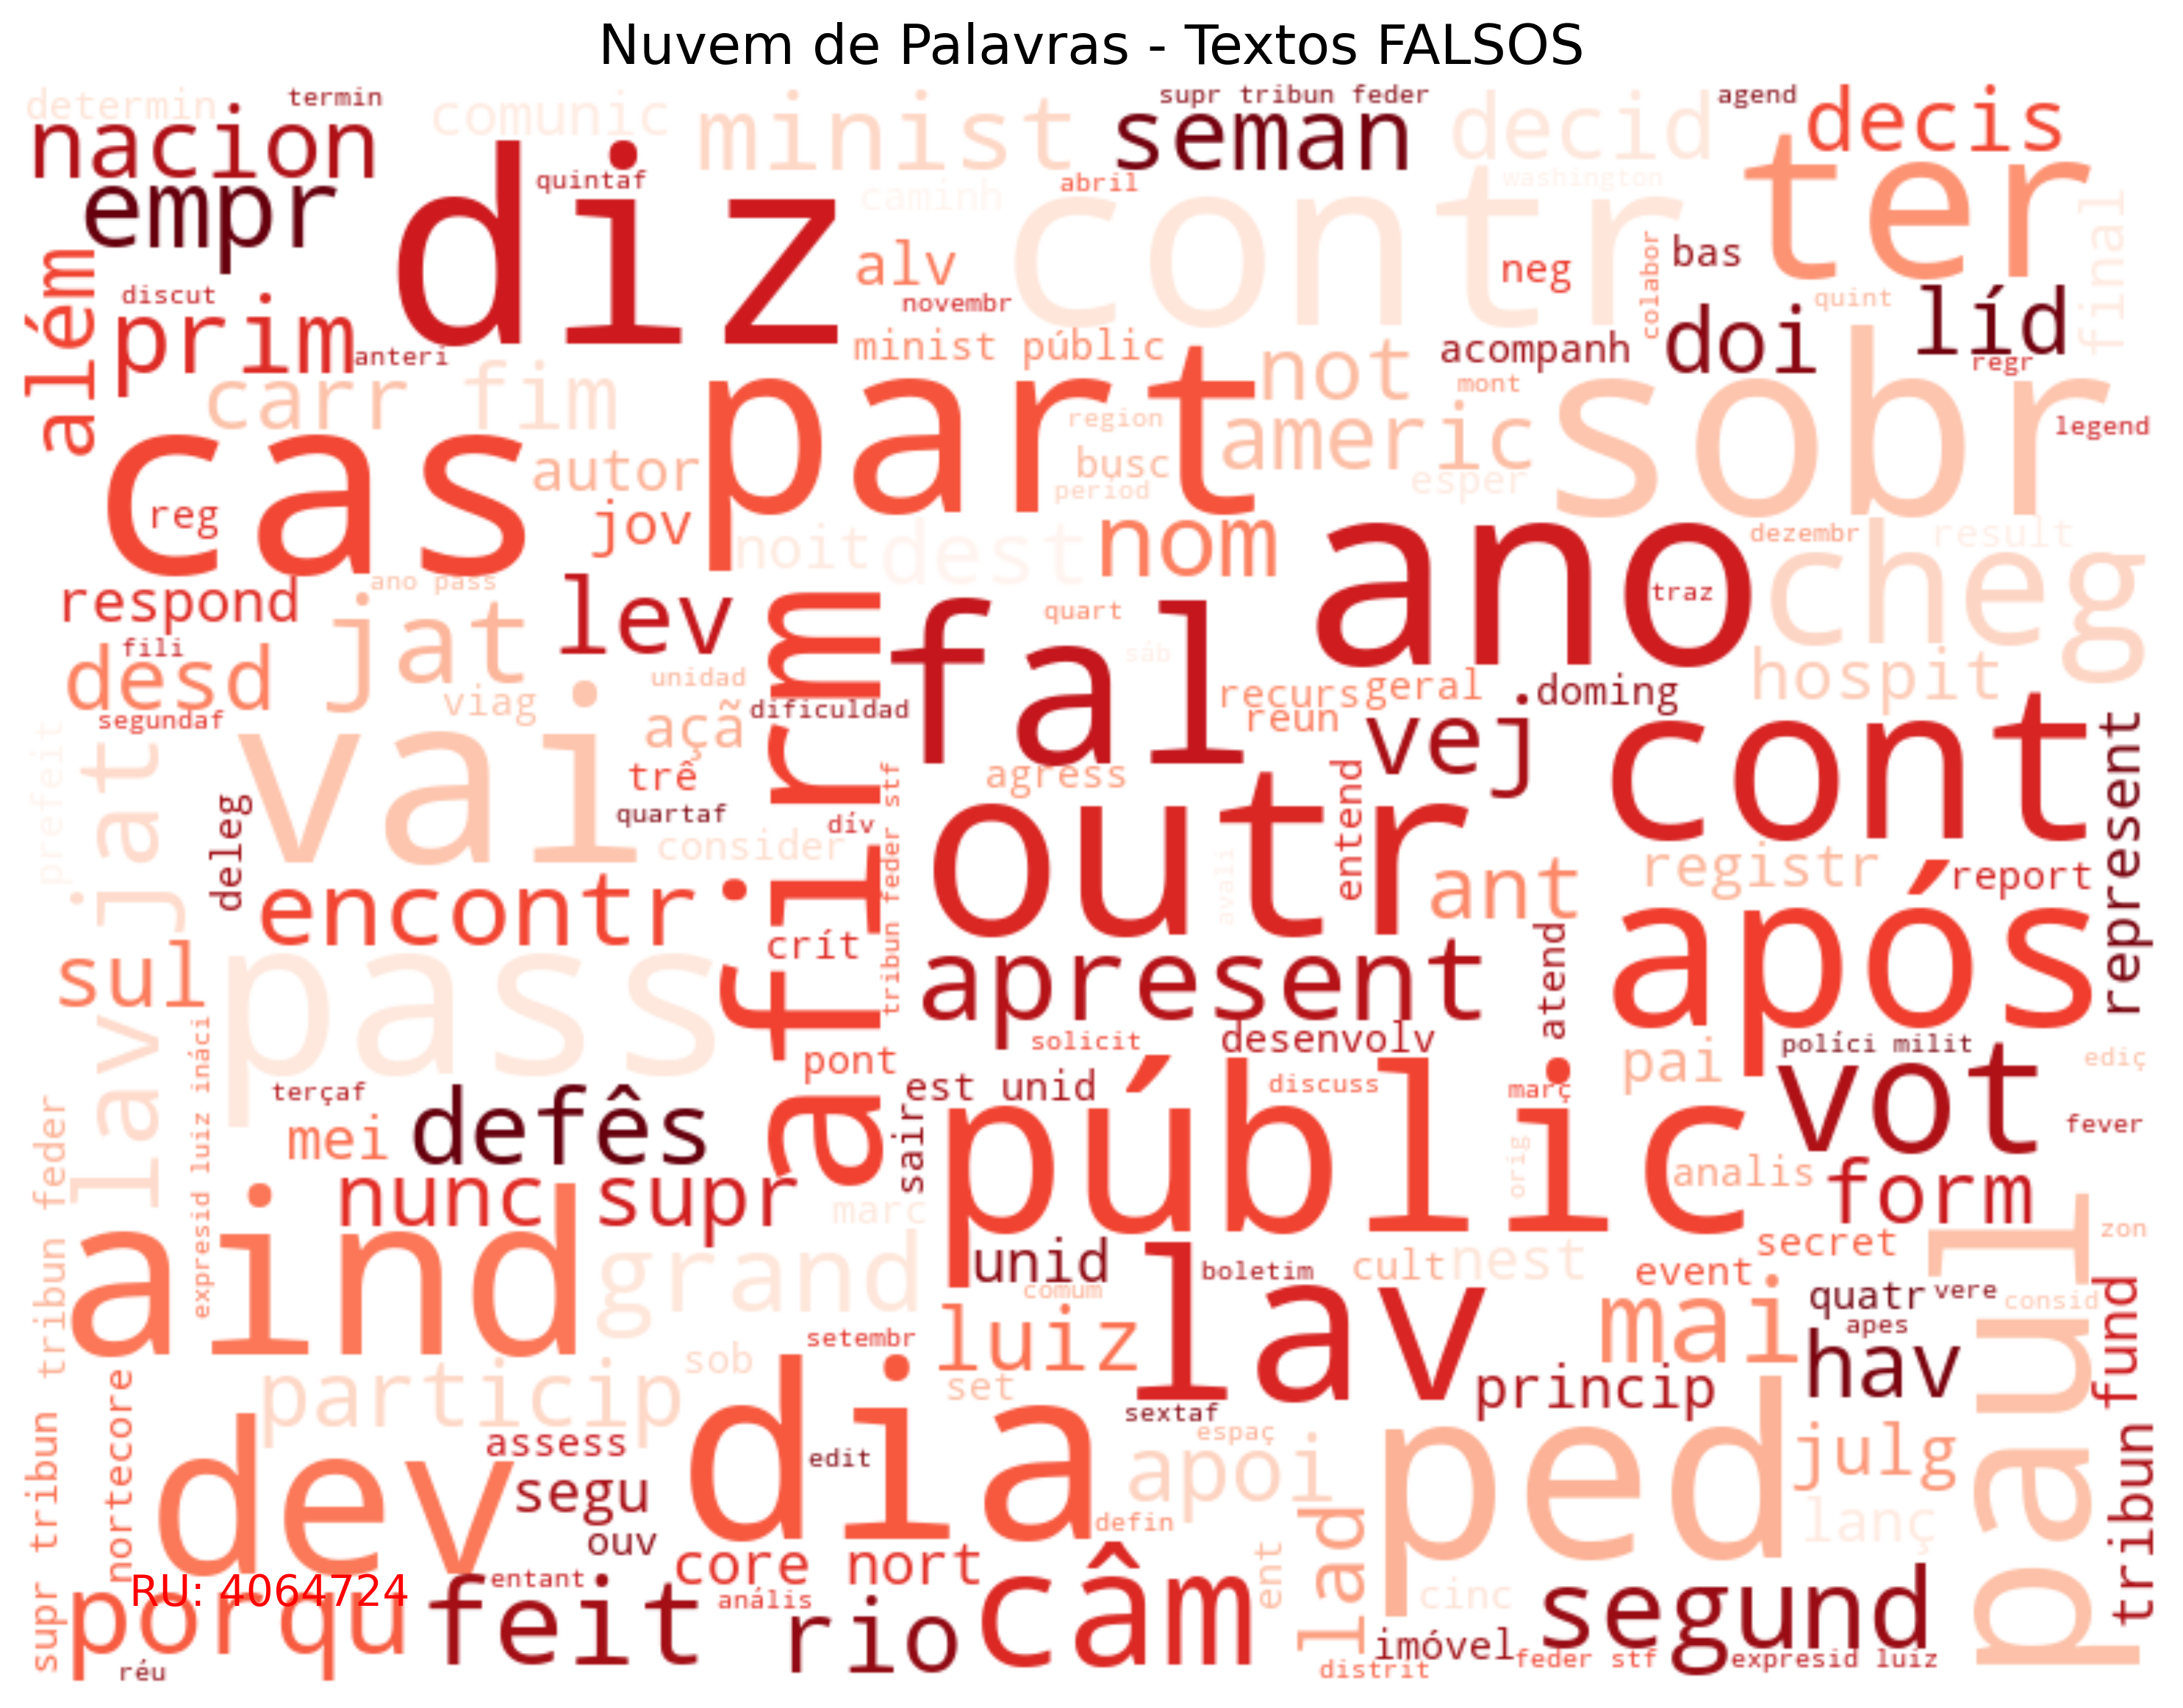 Nuvem de Palavras - Textos FALSOS
determin
termin
comunic
minist
supr tribun feder
seman
decid
agend
decis
nacion
empr
diz
quintaf
caminh
abril
contr
washington
ter
final
além
discut
prim
anteri
alv
novembr
minist públic
neg
colabor
bas
quint
doi
líd
regr
acompanh
carr
fim
part
not
mont
americ
sobr
legend
cas
reg
autor
jov
region
busc
period
esper
noit
dest
nom
ano
dezembr
result
cheg
traz
respond
ano pass
jat
lev
afirm
fal
quart
sáb
desd
fili
segundaf
viag
unidad
açã
dificuldad
recurs
geral
reun
doming
hospit
vej
cont
represent
prefeit
lav jat
vai
deleg
trê
quartaf
consider
dív
tribun feder stf
agress
outr
entend
avali
ant
registr
report
após
encontr
crít
sul
pass
apresent
atend
solicit
desenvolv
pont
pai
políci milit
ediç
expresid luiz ináci
terçaf
mei
defês
est unid
discuss
març
públic
vot
fever
sair
orig
analis
form
nunc
supr
marc
aind
grand
unid
lav
boletim
cult
nest
event
secret
zon
paul
comum
luiz
mai
quatr
vere
consid
apes
hav
tribun fund
supr tribun
tribun feder
nortecore
particip
sob
setembr
set
sextaf
princip
dev
assess
segu
ouv
dia
edit
espaç
apoi
defin
ped
julg
lanç
lad
ent
core
nort
câm
RU: 4064724
porqu
réu
entant
feit
anális
rio
cinc
segund
imóvel
distrit
feder stf
expresid luiz